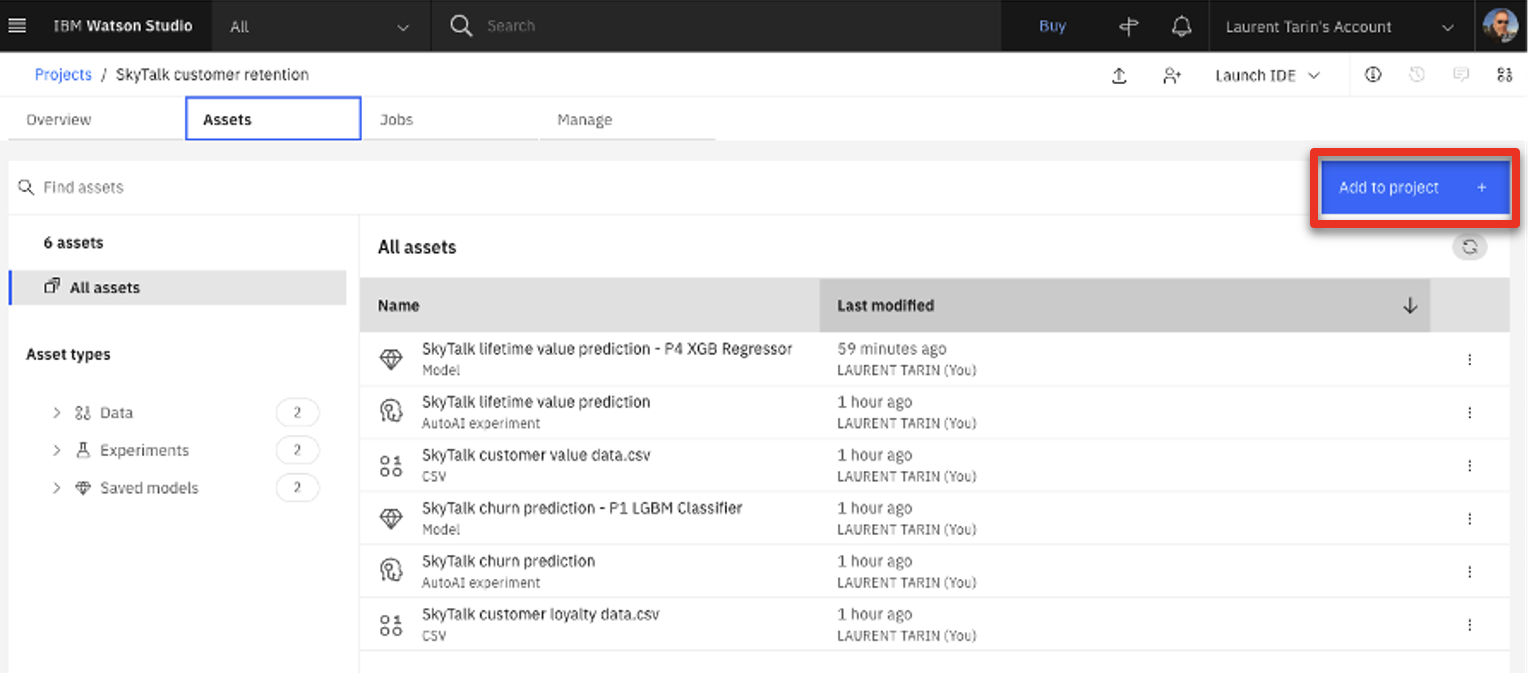 IBM Watson Studio
All
Search
Buy
Laurent Tarin's Account
Projects / SkyTalk customer retention
Launch IDE
Overview
Assets
Jobs
Manage
Find assets
Add to project +
6 assets
All assets
Asset types
Data 2
Experiments 2
Saved models 2
All assets
Name
Last modified
SkyTalk lifetime value prediction - P4 XGB Regressor
Model
59 minutes ago
LAURENT TARIN (You)
SkyTalk lifetime value prediction
AutoAI experiment
1 hour ago
LAURENT TARIN (You)
SkyTalk customer value data.csv
CSV
1 hour ago
LAURENT TARIN (You)
SkyTalk churn prediction - P1 LGBM Classifier
Model
1 hour ago
LAURENT TARIN (You)
SkyTalk churn prediction
AutoAI experiment
1 hour ago
LAURENT TARIN (You)
SkyTalk customer loyalty data.csv
CSV
1 hour ago
LAURENT TARIN (You)